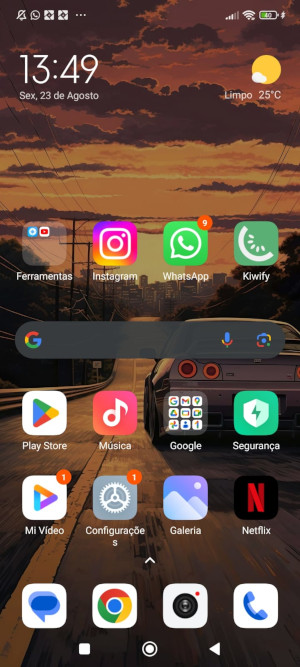 13:49
Sex, 23 de Agosto
Limpo 25°C
40
Ferramentas
Instagram
9
WhatsApp
Kiwify
Play Store
Música
Google
Segurança
1
Mi Vídeo
1
Configuraçõe
s
Galeria
Netflix